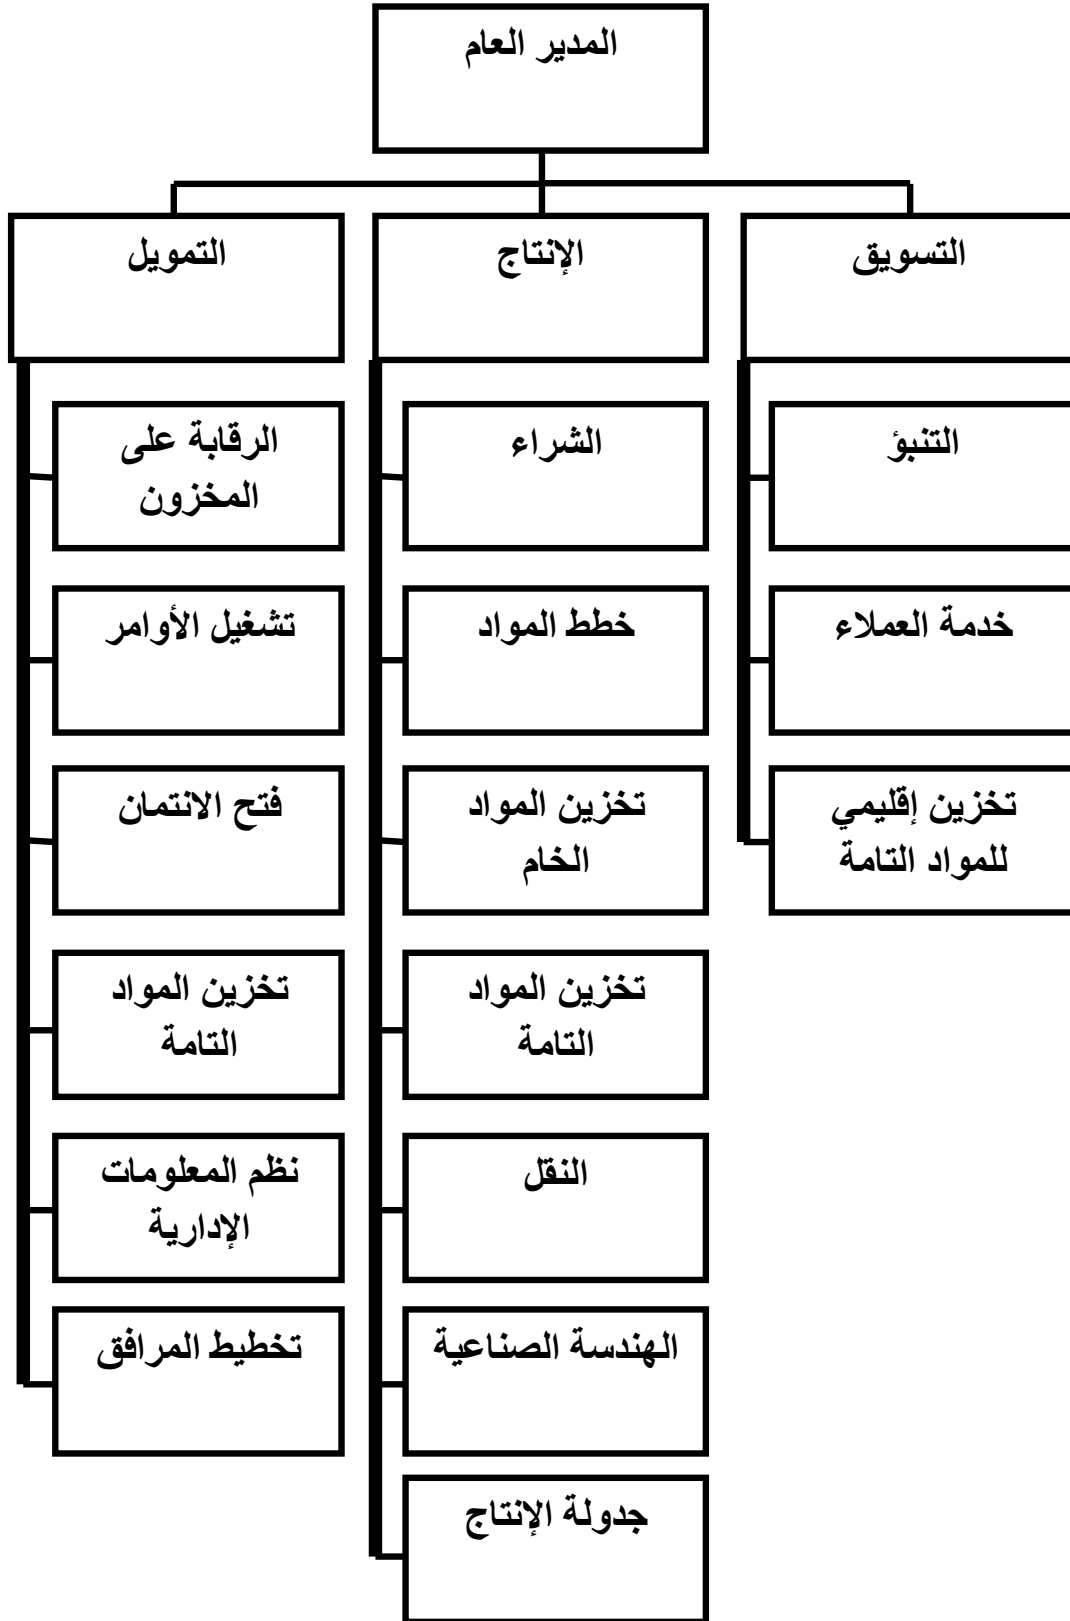 المدير العام
التسويق
الإنتاج
التمويل
التنبؤ
خدمة العملاء
تخزين إقليمي
للمواد التامة
الشراء
خطط المواد
تخزين المواد
الخام
تخزين المواد
التامة
النقل
الهندسة الصناعية
جدولة الإنتاج
الرقابة على
المخزون
تشغيل الأوامر
فتح الانتمان
تخزين المواد
التامة
نظم المعلومات
الإدارية
تخطيط المرافق